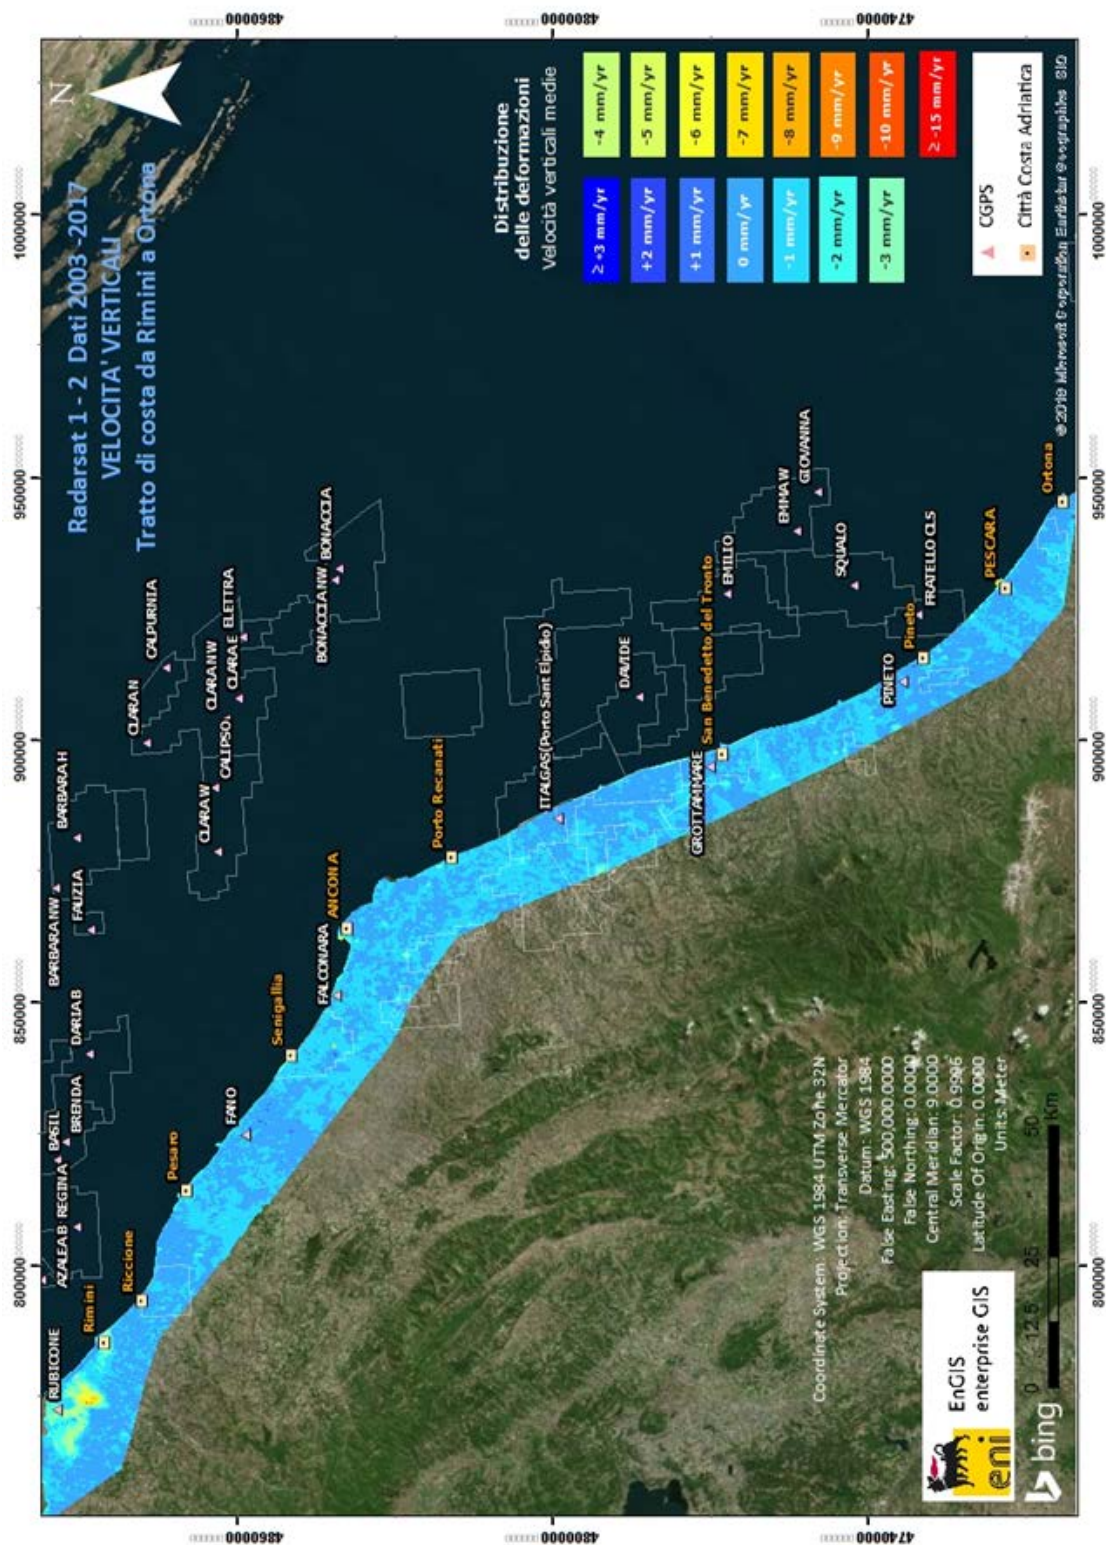 Radarsat 1 - 2 Dati 2003 -2017
VELOCITA' VERTICALI
Tratto di costa da Rimini a Ortona
N
800000
850000
900000
950000
1000000
4860000
4800000
4740000
RUBICONE
Rimini
AZALEA B
REGINA
BASIL
BRENDA
DARIA B
BARBARA NW
FAUZIA
BARBARA H
Riccione
Pesaro
FANO
Senigallia
FALCONARA
ANCONA
Porto Recanati
CLARA N
CALPURNIA
CLARA W
CLARA NW
CLARA E
ELETTRA
BONACCIA NW
BONACCIA
ITALGAS(Porto Sant Elpidio)
DAVIDE
GROTTAMMARE
San Benedetto del Tronto
EMILIO
EMMA W
GIOVANNA
SQUALO
PINETO
Pineto
FRATELLO CLS
PESCARA
Ortona
Distribuzione
delle deformazioni
Velocità verticali medie
≥ +3 mm/yr
+2 mm/yr
+1 mm/yr
0 mm/yr
-1 mm/yr
-2 mm/yr
-3 mm/yr
-4 mm/yr
-5 mm/yr
-6 mm/yr
-7 mm/yr
-8 mm/yr
-9 mm/yr
-10 mm/yr
≥ -15 mm/yr
CGPS
Città Costa Adriatica
Coordinate System: WGS 1984 UTM Zone 32N
Projection: Transverse Mercator
Datum: WGS 1984
False Easting: 500,000.0000
False Northing: 0.0000
Central Meridian: 9.0000
Scale Factor: 0.9996
Latitude Of Origin: 0.0000
Units: Meter
eni
EnGIS
enterprise GIS
bing
0 12.5 25 50 Km
Microsoft Corporation Earthstar Geographics SIO
800000
850000
900000
950000
1000000
4860000
4800000
4740000